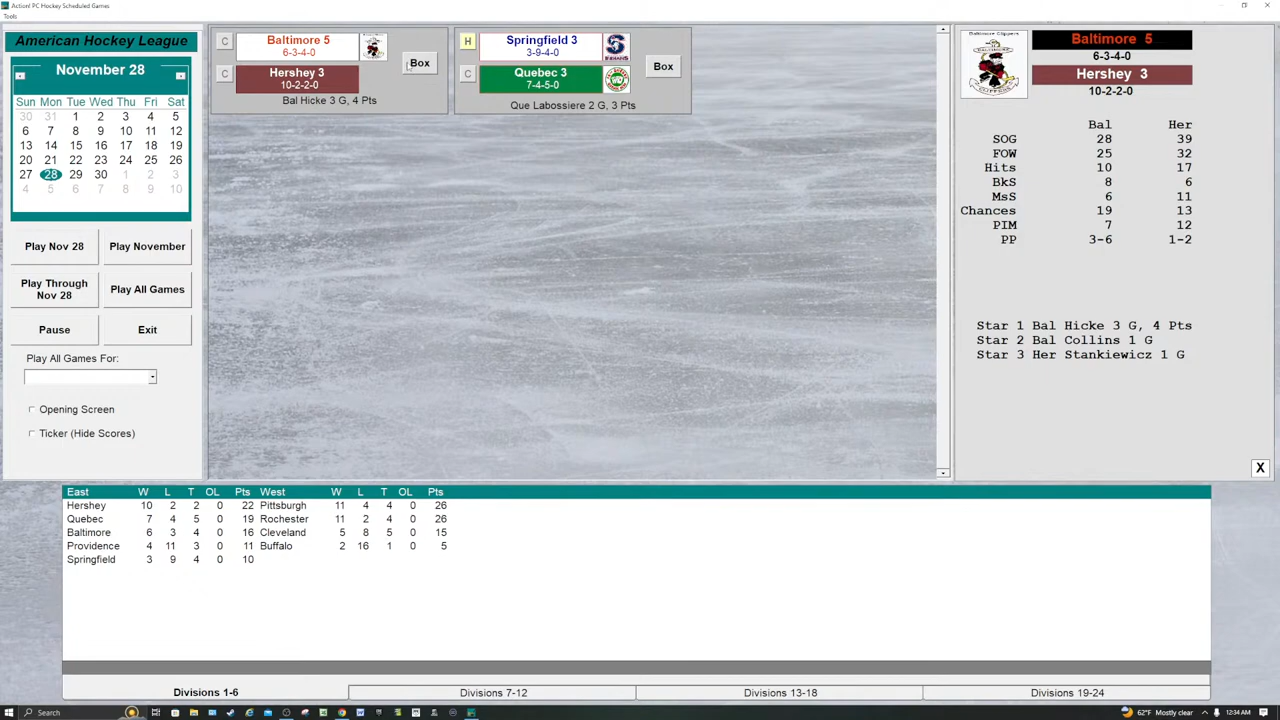 Action! PC Hockey Scheduled Games
Tools
American Hockey League
November 28
Sun Mon Tue Wed Thu Fri Sat
30 31 1 2 3 4 5
6 7 8 9 10 11 12
13 14 15 16 17 18 19
20 21 22 23 24 25 26
27 28 29 30 1 2 3
4 5 6 7 8 9 10
Play Nov 28
Play November
Play Through Nov 28
Play All Games
Pause
Exit
Play All Games For:
Opening Screen
Ticker (Hide Scores)
C
Baltimore 5
6-3-4-0
C
Hershey 3
10-2-2-0
Box
Bal Hicke 3 G, 4 Pts
H
Springfield 3
3-9-4-0
C
Quebec 3
7-4-5-0
Box
Que Labossiere 2 G, 3 Pts
Baltimore Clippers
Baltimore 5
6-3-4-0
Hershey 3
10-2-2-0
Bal Her
SOG 28 39
FOW 25 32
Hits 10 17
BkS 8 6
MsS 6 11
Chances 19 13
PIM 7 12
PP 3-6 1-2
Star 1 Bal Hicke 3 G, 4 Pts
Star 2 Bal Collins 1 G
Star 3 Her Stankiewicz 1 G
X
East W L T OL Pts West W L T OL Pts
Hershey 10 2 2 0 22 Pittsburgh 11 4 4 0 26
Quebec 7 4 5 0 19 Rochester 11 2 4 0 26
Baltimore 6 3 4 0 16 Cleveland 5 8 5 0 15
Providence 4 11 3 0 11 Buffalo 2 16 1 0 5
Springfield 3 9 4 0 10
Divisions 1-6
Divisions 7-12
Divisions 13-18
Divisions 19-24
Search
62°F Mostly clear
12:34 AM